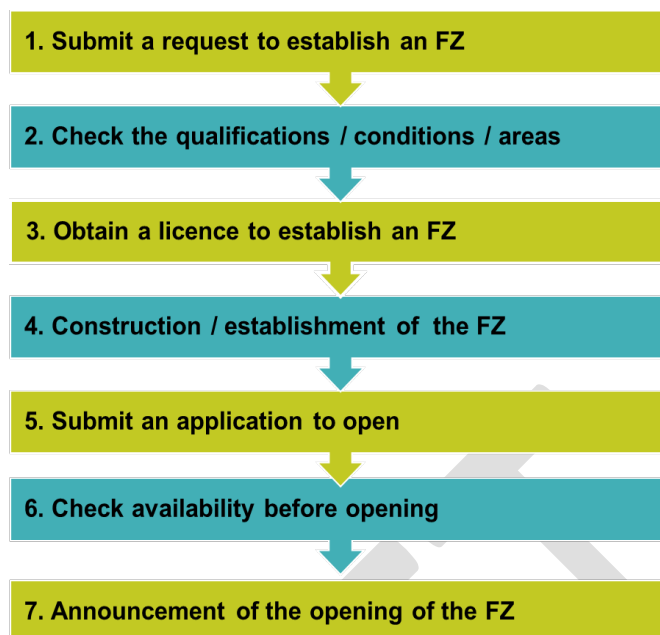 1. Submit a request to establish an FZ
2. Check the qualifications / conditions / areas
3. Obtain a licence to establish an FZ
4. Construction / establishment of the FZ
5. Submit an application to open
6. Check availability before opening
7. Announcement of the opening of the FZ